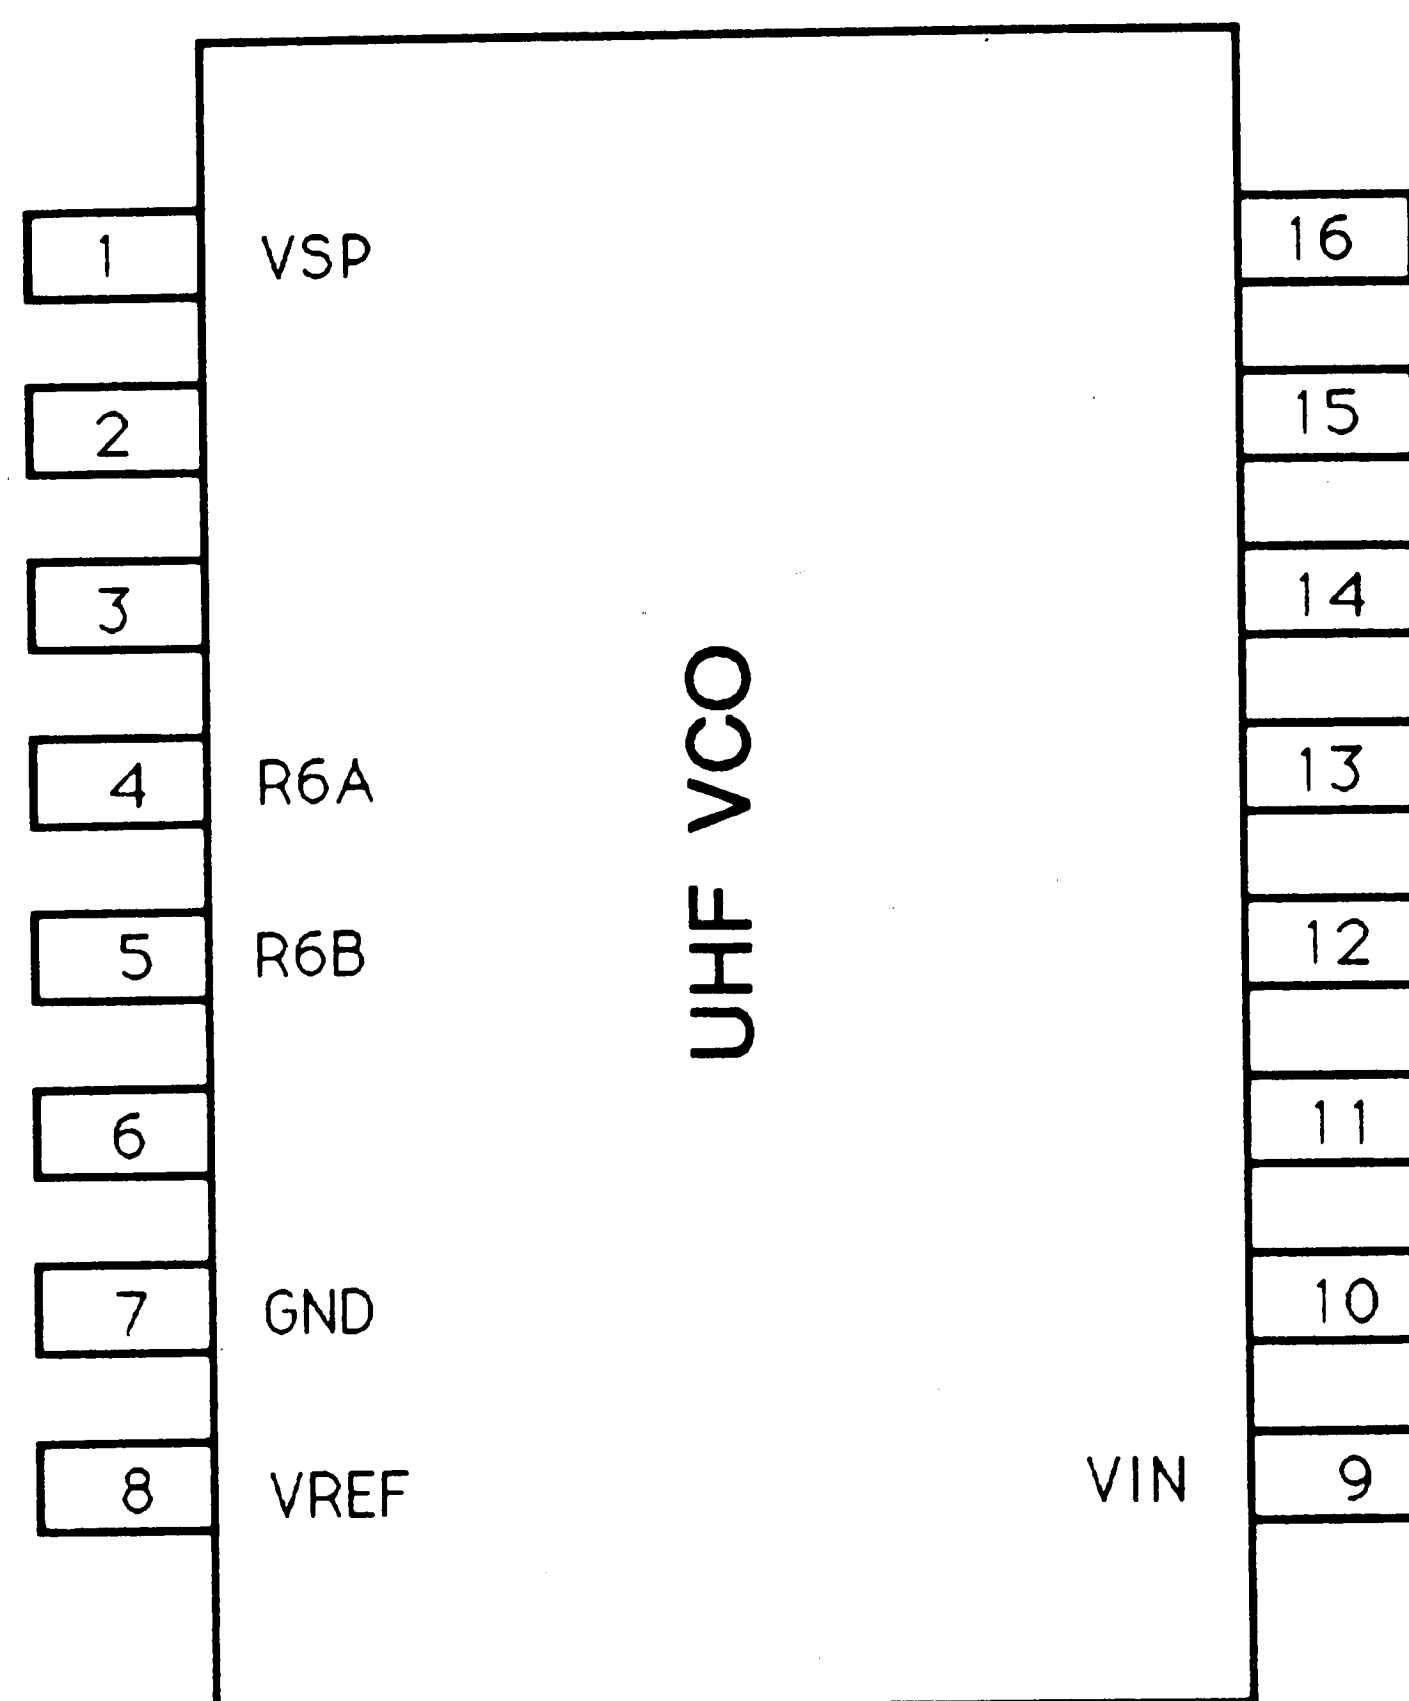 1 VSP 16
2 15
3 14
4 R6A 13
5 R6B 12
UHF VCO
6 11
7 GND 10
8 VREF VIN 9